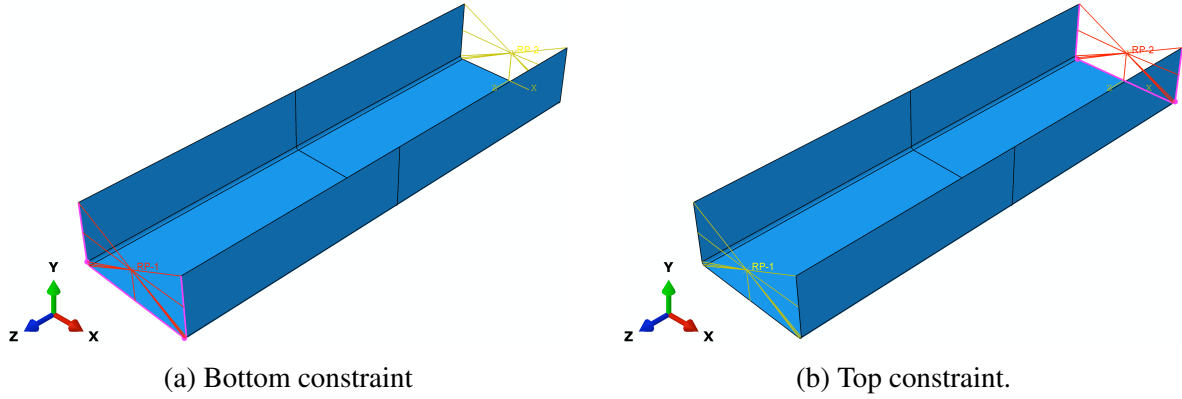 RP-2
z x
RP-1
Y
Z X
(a) Bottom constraint
RP-2
z x
RP-1
Y
Z X
(b) Top constraint.